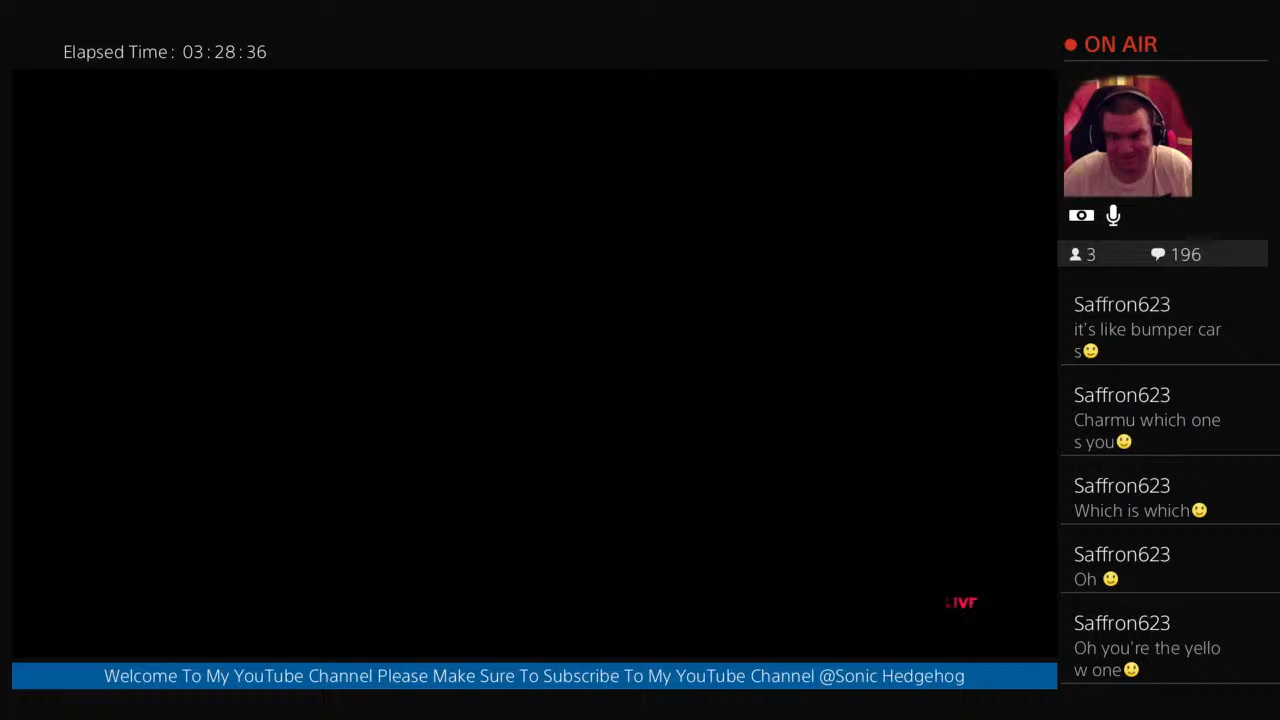 Elapsed Time: 03:28:36
ON AIR
3 196
Saffron623
it's like bumper car
s🙂
Saffron623
Charmu which one
s you🙂
Saffron623
Which is which🙂
Saffron623
Oh 🙂
Saffron623
Oh you're the yello
w one🙂
LIVE
Welcome To My YouTube Channel Please Make Sure To Subscribe To My YouTube Channel @Sonic Hedgehog